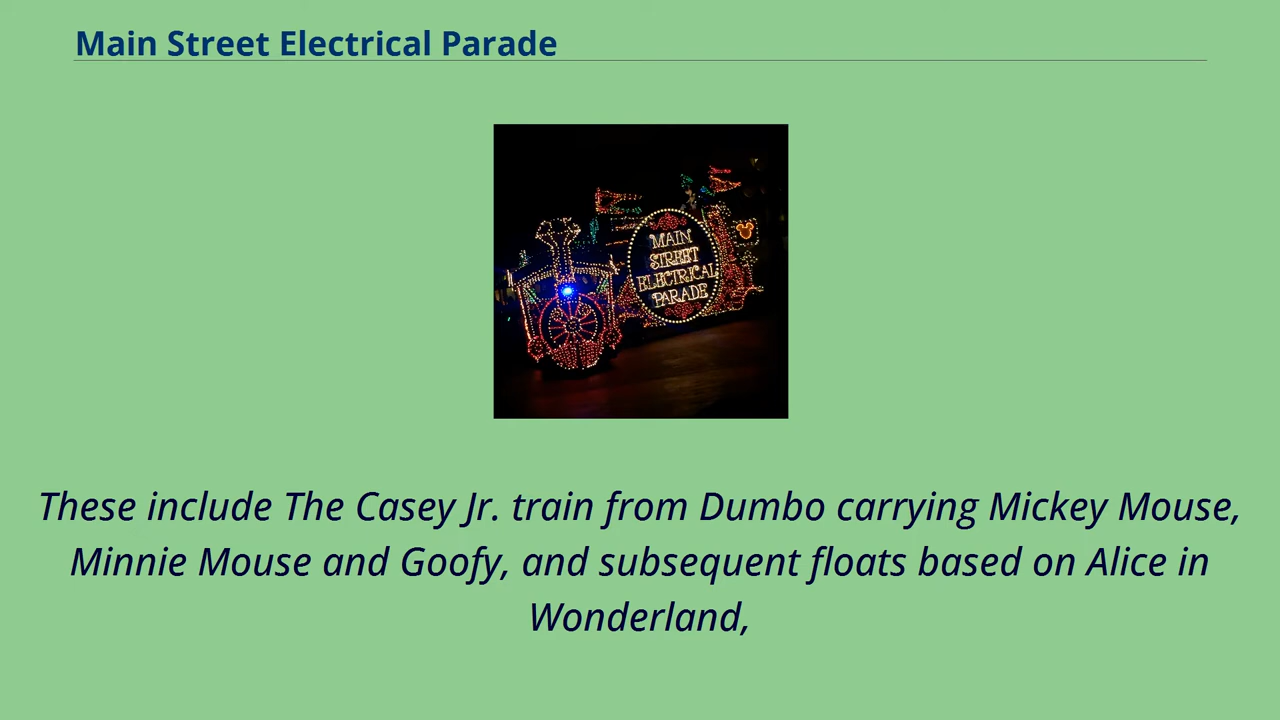 Main Street Electrical Parade
MAIN
STREET
ELECTRICAL
PARADE
These include The Casey Jr. train from Dumbo carrying Mickey Mouse,
Minnie Mouse and Goofy, and subsequent floats based on Alice in
Wonderland,